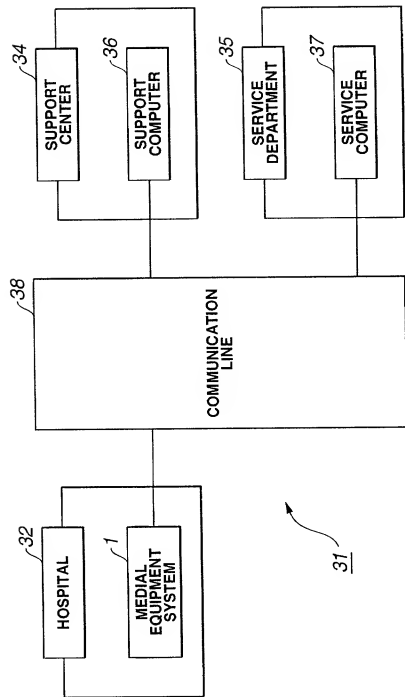 32
HOSPITAL
1
MEDIAL
EQUIPMENT
SYSTEM
38
COMMUNICATION
LINE
34
SUPPORT
CENTER
36
SUPPORT
COMPUTER
35
SERVICE
DEPARTMENT
37
SERVICE
COMPUTER
31